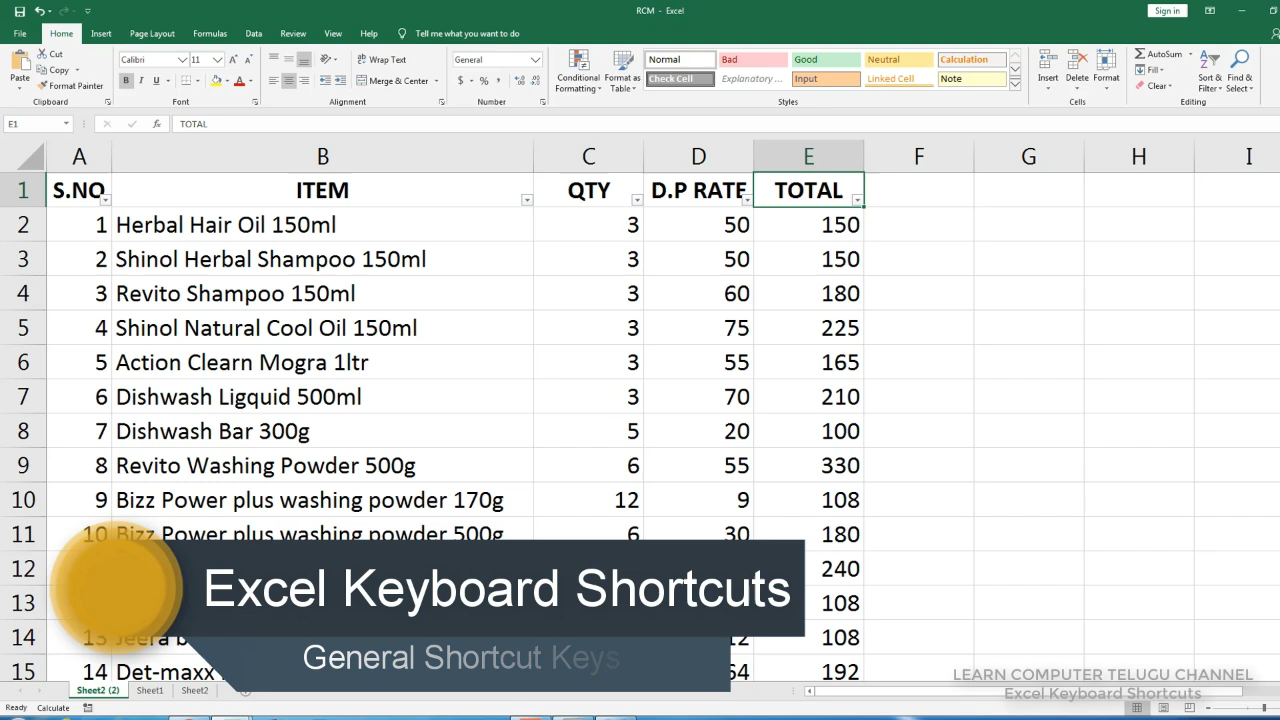 RCM - Excel
Sign in
File Home Insert Page Layout Formulas Data Review View Help Tell me what you want to do
Paste
Cut
Copy
Format Painter
Clipboard
Calibri 11
B I U
Font
Wrap Text
Merge & Center
Alignment
General
$ % ,
Number
Conditional Formatting
Format as Table
Normal Bad Good Neutral Calculation
Check Cell Explanatory ... Input Linked Cell Note
Styles
Insert Delete Format
Cells
AutoSum
Fill
Clear
Sort & Filter
Find & Select
Editing
E1 fx TOTAL
A B C D E F G H I
1 S.NO ITEM QTY D.P RATE TOTAL
2 1 Herbal Hair Oil 150ml 3 50 150
3 2 Shinol Herbal Shampoo 150ml 3 50 150
4 3 Revito Shampoo 150ml 3 60 180
5 4 Shinol Natural Cool Oil 150ml 3 75 225
6 5 Action Clearn Mogra 1ltr 3 55 165
7 6 Dishwash Ligquid 500ml 3 70 210
8 7 Dishwash Bar 300g 5 20 100
9 8 Revito Washing Powder 500g 6 55 330
10 9 Bizz Power plus washing powder 170g 12 9 108
11 10 Bizz Power plus washing powder 500g 6 30 180
12 240
13 108
14 13 Jeera 12 108
15 14 Det-maxx 64 192
Excel Keyboard Shortcuts
General Shortcut Keys
LEARN COMPUTER TELUGU CHANNEL
Excel Keyboard Shortcuts
Sheet2 (2) Sheet1 Sheet2
Ready Calculate